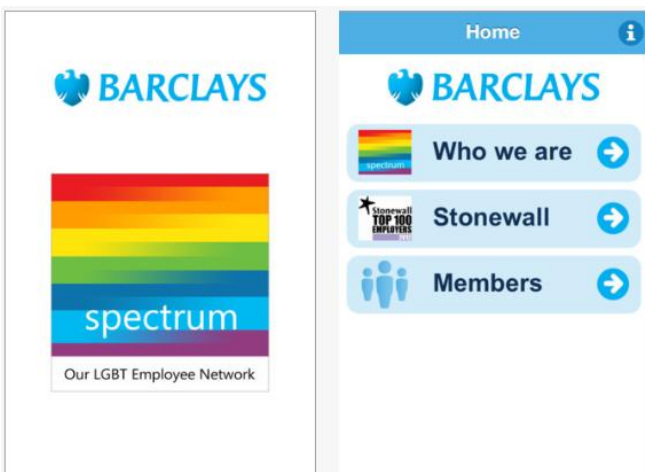 BARCLAYS
spectrum
Our LGBT Employee Network
Home
BARCLAYS
spectrum
Who we are
Stonewall
TOP 100
EMPLOYERS
Stonewall
Members